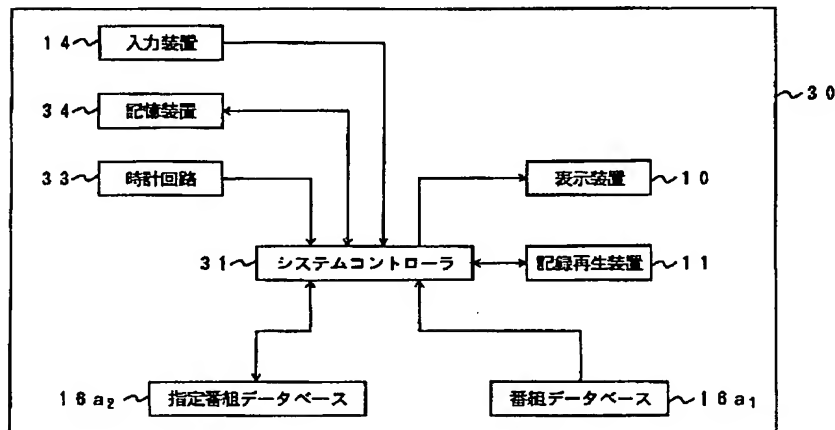 14 入力装置
34 記憶装置
30
33 時計回路
表示装置 10
31 システムコントローラ
記録再生装置 11
16a₂ 指定番組データベース
番組データベース 16a₁